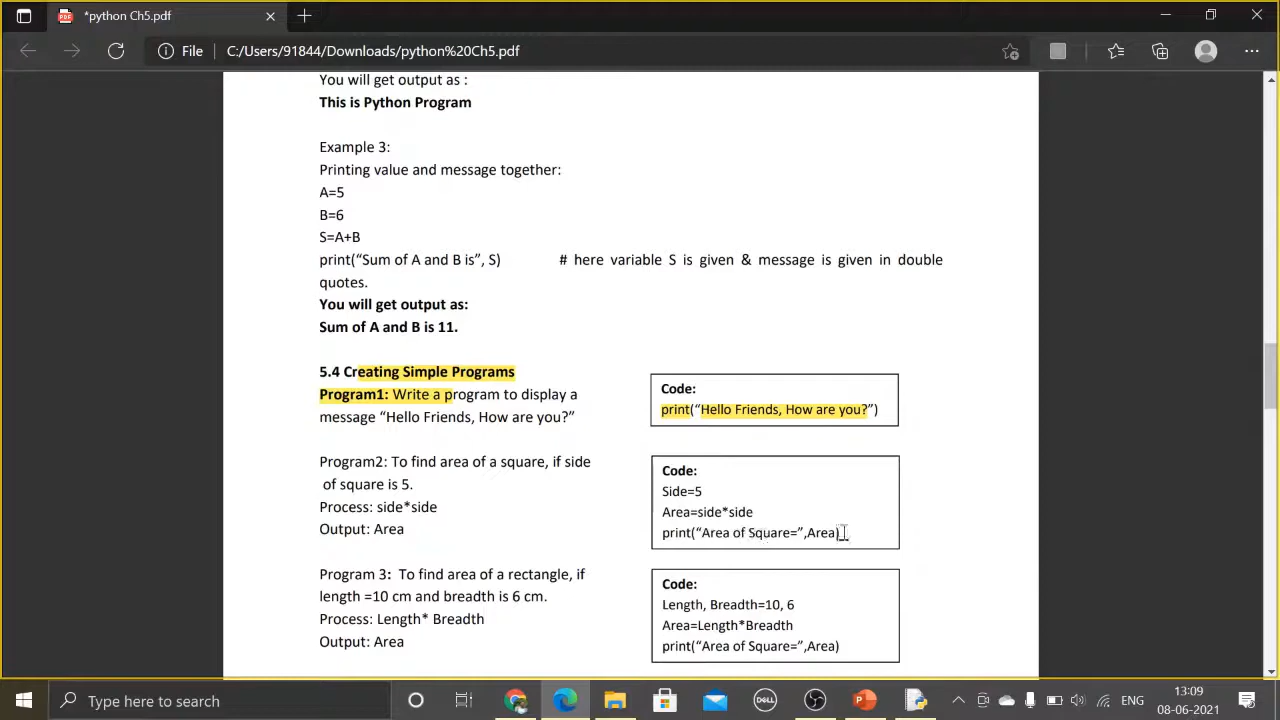 *python Ch5.pdf
File C:/Users/91844/Downloads/python%20Ch5.pdf
You will get output as :
This is Python Program
Example 3:
Printing value and message together:
A=5
B=6
S=A+B
print(“Sum of A and B is”, S) # here variable S is given & message is given in double
quotes.
You will get output as:
Sum of A and B is 11.
5.4 Creating Simple Programs
Program1: Write a program to display a
message “Hello Friends, How are you?”
Code:
print(“Hello Friends, How are you?”)
Program2: To find area of a square, if side
of square is 5.
Process: side*side
Output: Area
Code:
Side=5
Area=side*side
print(“Area of Square=”,Area)
Program 3: To find area of a rectangle, if
length =10 cm and breadth is 6 cm.
Process: Length* Breadth
Output: Area
Code:
Length, Breadth=10, 6
Area=Length*Breadth
print(“Area of Square=”,Area)
Type here to search
DELL
ENG
13:09
08-06-2021